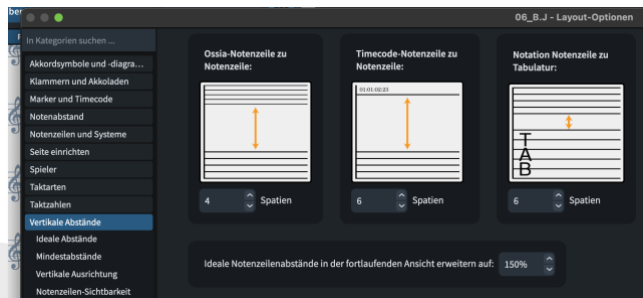 06_B.J - Layout-Optionen
In Kategorien suchen ...
Akkordsymbole und -diagra...
Klammern und Akkoladen
Marker und Timecode
Notenabstand
Notenzeilen und Systeme
Seite einrichten
Spieler
Taktarten
Taktzahlen
Vertikale Abstände
Ideale Abstände
Mindestabstände
Vertikale Ausrichtung
Notenzeilen-Sichtbarkeit
Ossia-Notenzeile zu
Notenzeile:
4 Spatien
Timecode-Notenzeile zu
Notenzeile:
01:01:02:23
6 Spatien
Notation Notenzeile zu
Tabulatur:
T
A
B
6 Spatien
Ideale Notenzeilenabstände in der fortlaufenden Ansicht erweitern auf: 150%